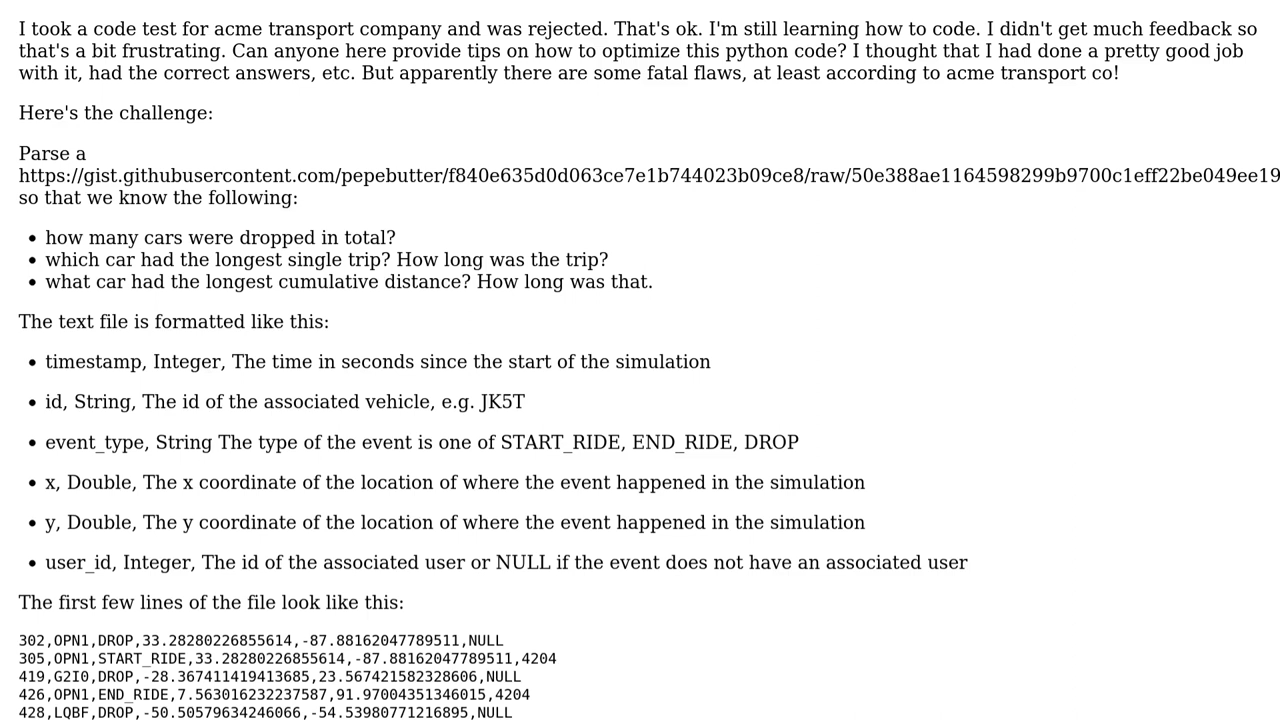 I took a code test for acme transport company and was rejected. That's ok. I'm still learning how to code. I didn't get much feedback so
that's a bit frustrating. Can anyone here provide tips on how to optimize this python code? I thought that I had done a pretty good job
with it, had the correct answers, etc. But apparently there are some fatal flaws, at least according to acme transport co!
Here's the challenge:
Parse a
https://gist.githubusercontent.com/pepebutter/f840e635d0d063ce7e1b744023b09ce8/raw/50e388ae1164598299b9700c1eff22be049ee19
so that we know the following:
• how many cars were dropped in total?
• which car had the longest single trip? How long was the trip?
• what car had the longest cumulative distance? How long was that.
The text file is formatted like this:
• timestamp, Integer, The time in seconds since the start of the simulation
• id, String, The id of the associated vehicle, e.g. JK5T
• event_type, String The type of the event is one of START_RIDE, END_RIDE, DROP
• x, Double, The x coordinate of the location of where the event happened in the simulation
• y, Double, The y coordinate of the location of where the event happened in the simulation
• user_id, Integer, The id of the associated user or NULL if the event does not have an associated user
The first few lines of the file look like this:
302,OPN1,DROP,33.28280226855614,-87.88162047789511,NULL
305,OPN1,START_RIDE,33.28280226855614,-87.88162047789511,4204
419,G2I0,DROP,-28.367411419413685,23.567421582328606,NULL
426,OPN1,END_RIDE,7.563016232237587,91.97004351346015,4204
428,LQBF,DROP,-50.50579634246066,-54.53980771216895,NULL